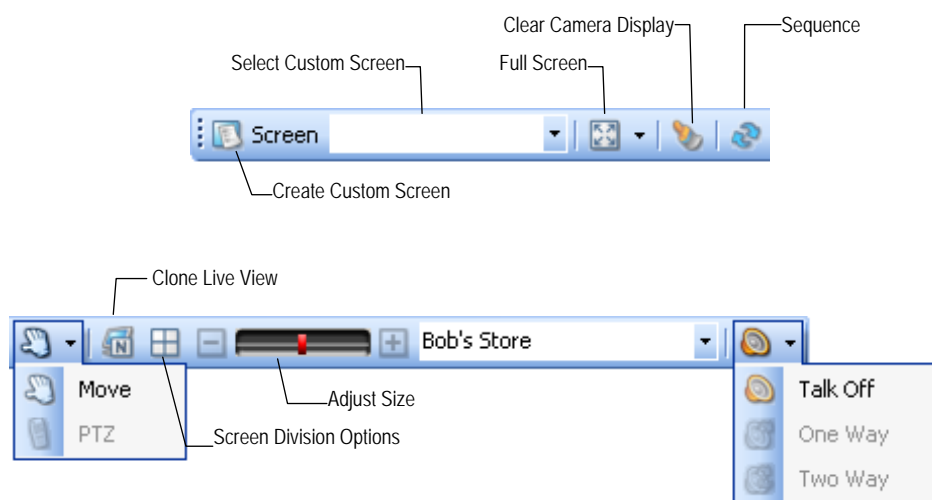 Clear Camera Display
Sequence
Select Custom Screen
Full Screen
Screen
Create Custom Screen
Clone Live View
N
Bob's Store
Move
Adjust Size
Talk Off
PTZ
Screen Division Options
One Way
Two Way